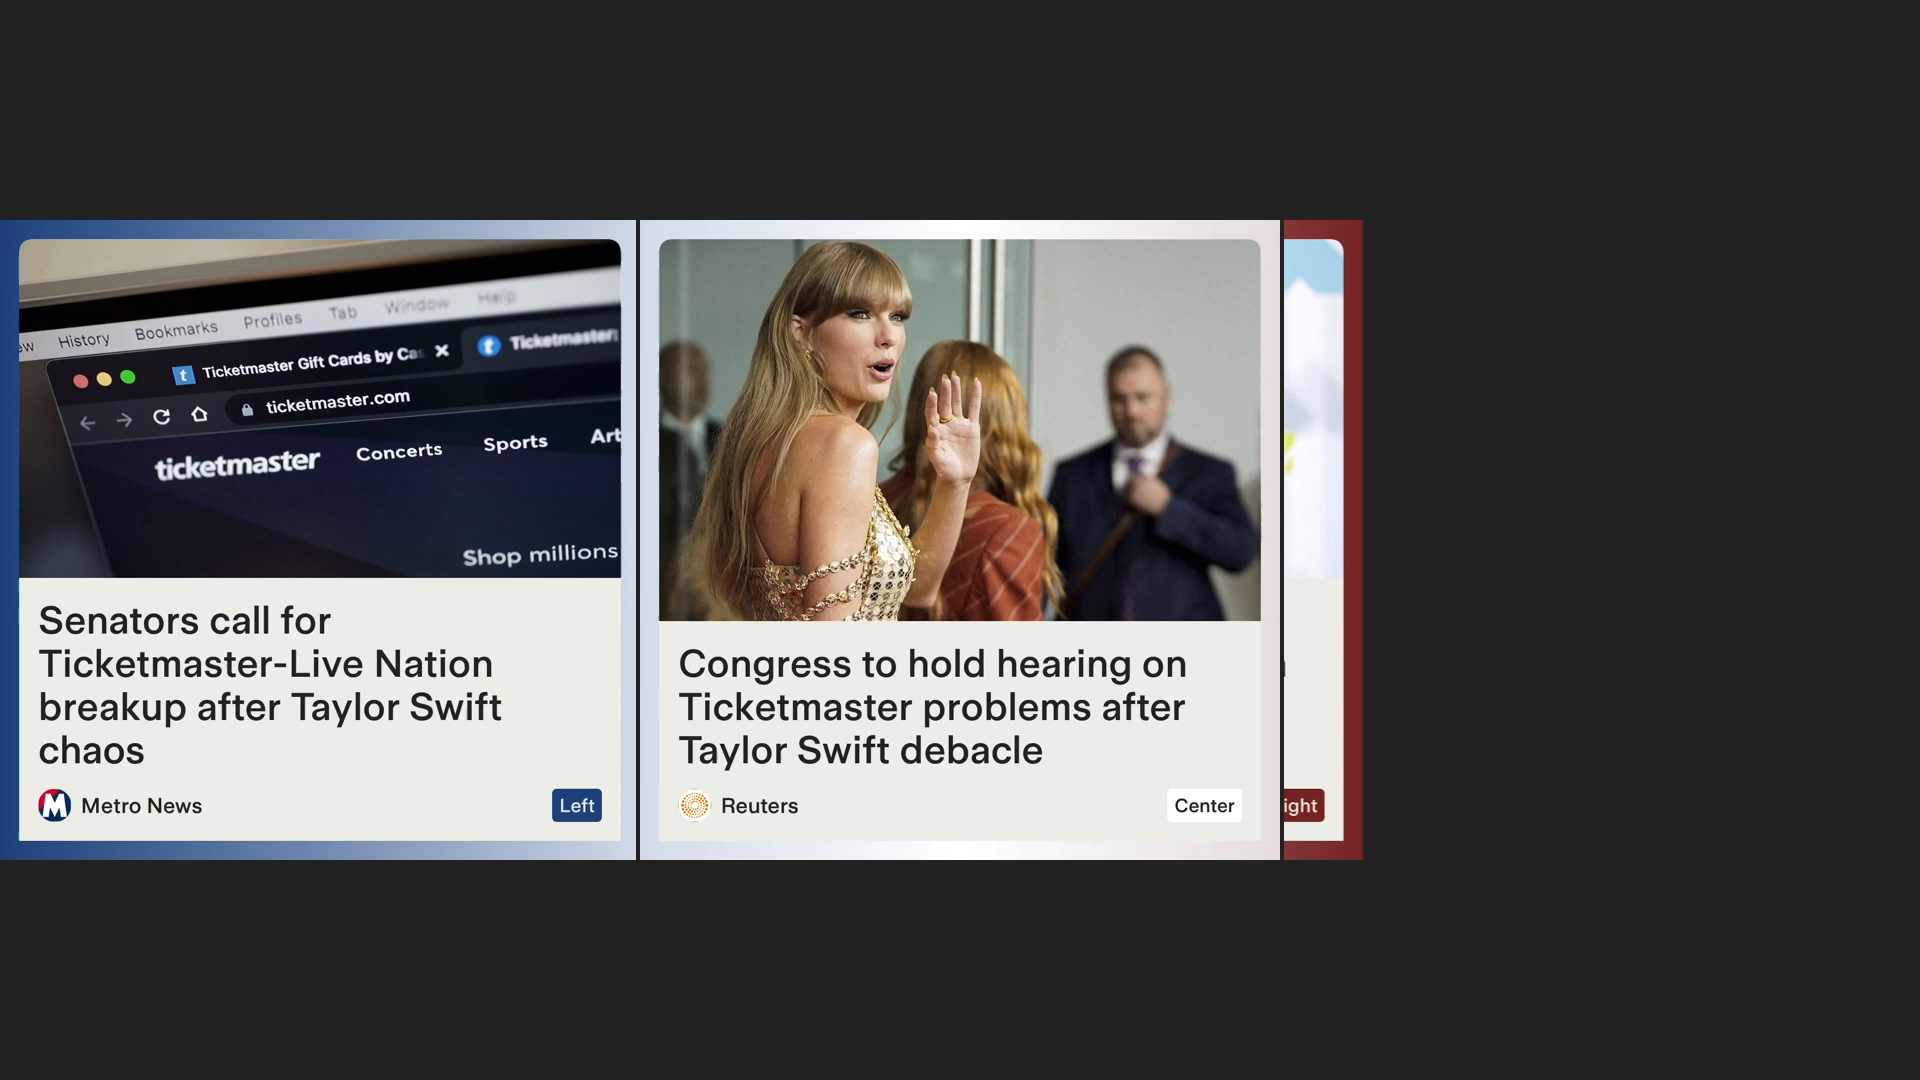 History Bookmarks Profiles Tab Window Help
Ticketmaster Gift Cards by Ticketmaster:
ticketmaster.com
ticketmaster Concerts Sports
Shop millions
Senators call for
Ticketmaster-Live Nation
breakup after Taylor Swift
chaos
Metro News
Left
Congress to hold hearing on
Ticketmaster problems after
Taylor Swift debacle
Reuters
Center
ight